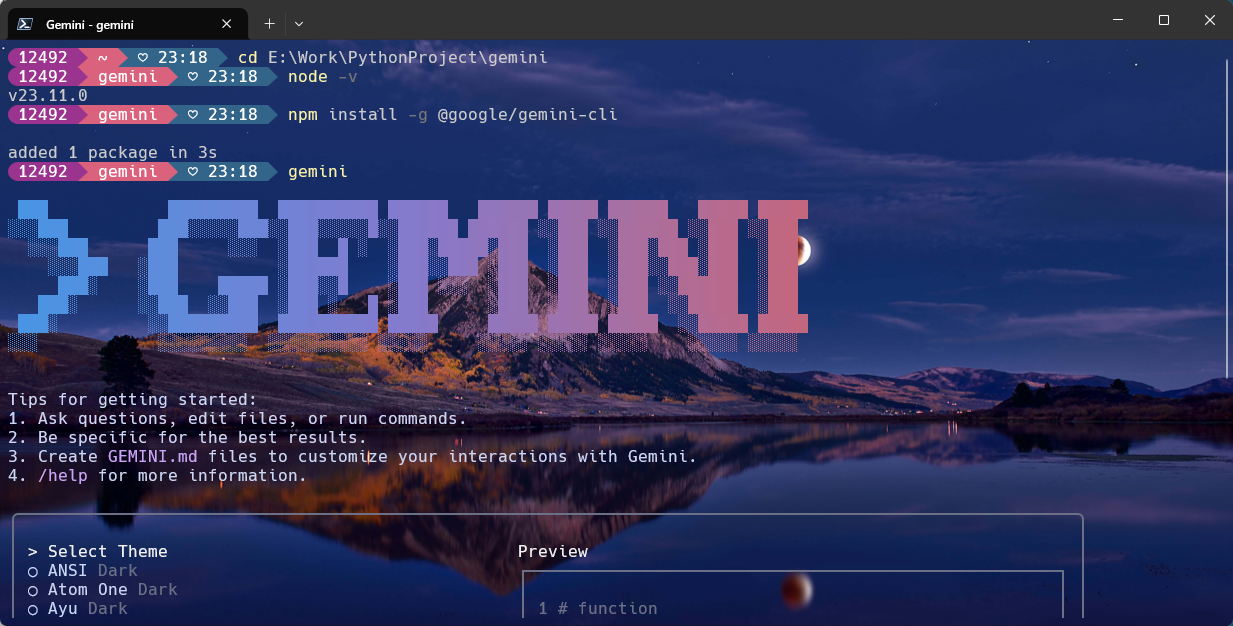 Gemini - gemini
12492 ~ ♡ 23:18 cd E:\Work\PythonProject\gemini
12492 gemini ♡ 23:18 node -v
v23.11.0
12492 gemini ♡ 23:18 npm install -g @google/gemini-cli
added 1 package in 3s
12492 gemini ♡ 23:18 gemini
> GEMINI
Tips for getting started:
1. Ask questions, edit files, or run commands.
2. Be specific for the best results.
3. Create GEMINI.md files to customize your interactions with Gemini.
4. /help for more information.
> Select Theme
Preview
○ ANSI Dark
○ Atom One Dark
○ Ayu Dark
1 # function